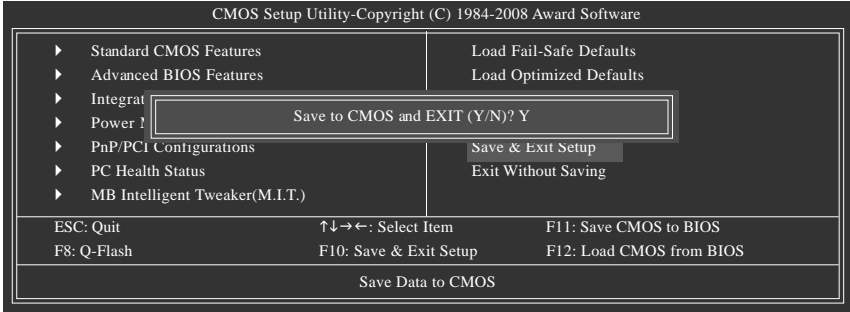 CMOS Setup Utility-Copyright (C) 1984-2008 Award Software
Standard CMOS Features
Advanced BIOS Features
Integrat
Power
PnP/PCI Configurations
PC Health Status
MB Intelligent Tweaker(M.I.T.)
Load Fail-Safe Defaults
Load Optimized Defaults
Save & Exit Setup
Exit Without Saving
Save to CMOS and EXIT (Y/N)? Y
ESC: Quit ↑↓→←: Select Item F11: Save CMOS to BIOS
F8: Q-Flash F10: Save & Exit Setup F12: Load CMOS from BIOS
Save Data to CMOS